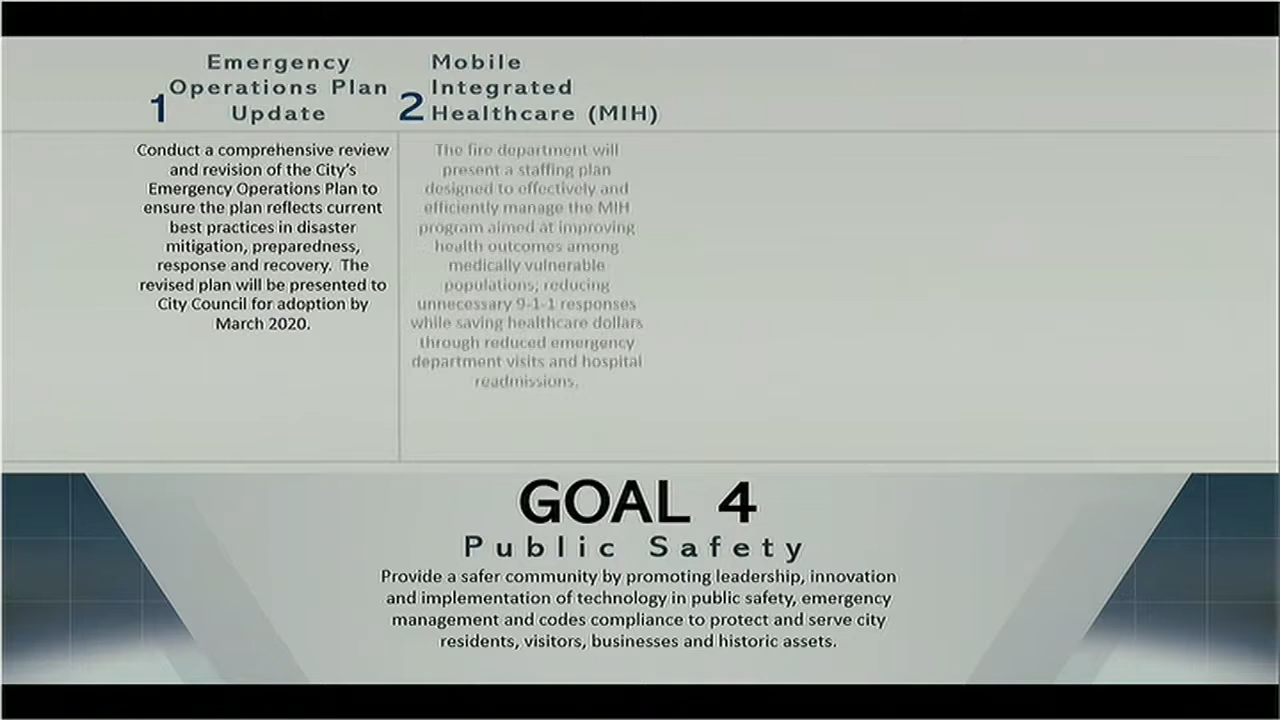 Emergency
Operations Plan
Update
1
Conduct a comprehensive review
and revision of the City's
Emergency Operations Plan to
ensure the plan reflects current
best practices in disaster
mitigation, preparedness,
response and recovery. The
revised plan will be presented to
City Council for adoption by
March 2020.
Mobile
Integrated
Healthcare (MIH)
2
The fire department will
present a staffing plan
designed to effectively and
efficiently manage the MIH
program aimed at improving
health outcomes among
medically vulnerable
populations; reducing
unnecessary 9-1-1 responses
while saving healthcare dollars
through reduced emergency
department visits and hospital
readmissions.
GOAL 4
Public Safety
Provide a safer community by promoting leadership, innovation
and implementation of technology in public safety, emergency
management and codes compliance to protect and serve city
residents, visitors, businesses and historic assets.